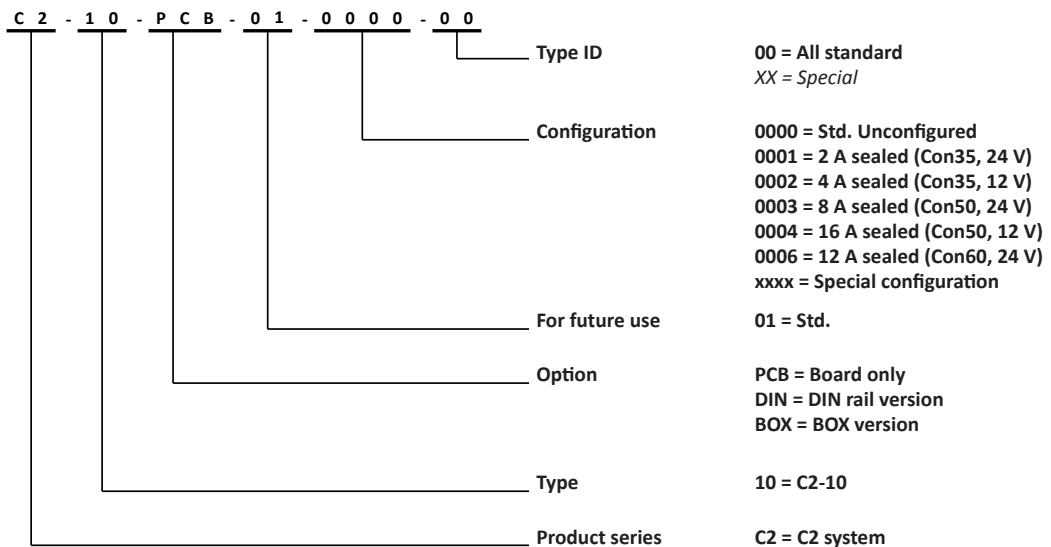 C2-10-PCB-01-0000-00
Type ID 00 = All standard
XX = Special
Configuration 0000 = Std. Unconfigured
0001 = 2 A sealed (Con35, 24 V)
0002 = 4 A sealed (Con35, 12 V)
0003 = 8 A sealed (Con50, 24 V)
0004 = 16 A sealed (Con50, 12 V)
0006 = 12 A sealed (Con60, 24 V)
xxxx = Special configuration
For future use 01 = Std.
Option PCB = Board only
DIN = DIN rail version
BOX = BOX version
Type 10 = C2-10
Product series C2 = C2 system